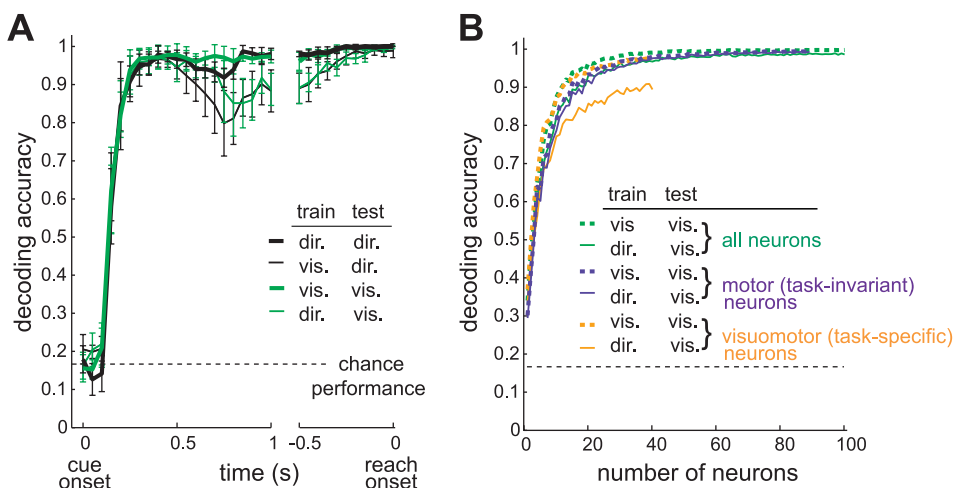 A
decoding accuracy
1
0.9
0.8
0.7
0.6
0.5
0.4
0.3
0.2
0.1
0
train test
dir. dir.
vis. dir.
vis. vis.
dir. vis.
chance
performance
0 0.5 1 -0.5 0
cue
onset
time (s)
reach
onset
B
decoding accuracy
1
0.9
0.8
0.7
0.6
0.5
0.4
0.3
0.2
0.1
0
train test
vis vis.
dir. vis.
} all neurons
vis. vis.
dir. vis.
} motor (task-invariant)
neurons
vis. vis.
dir. vis.
} visuomotor (task-specific)
neurons
0 20 40 60 80 100
number of neurons